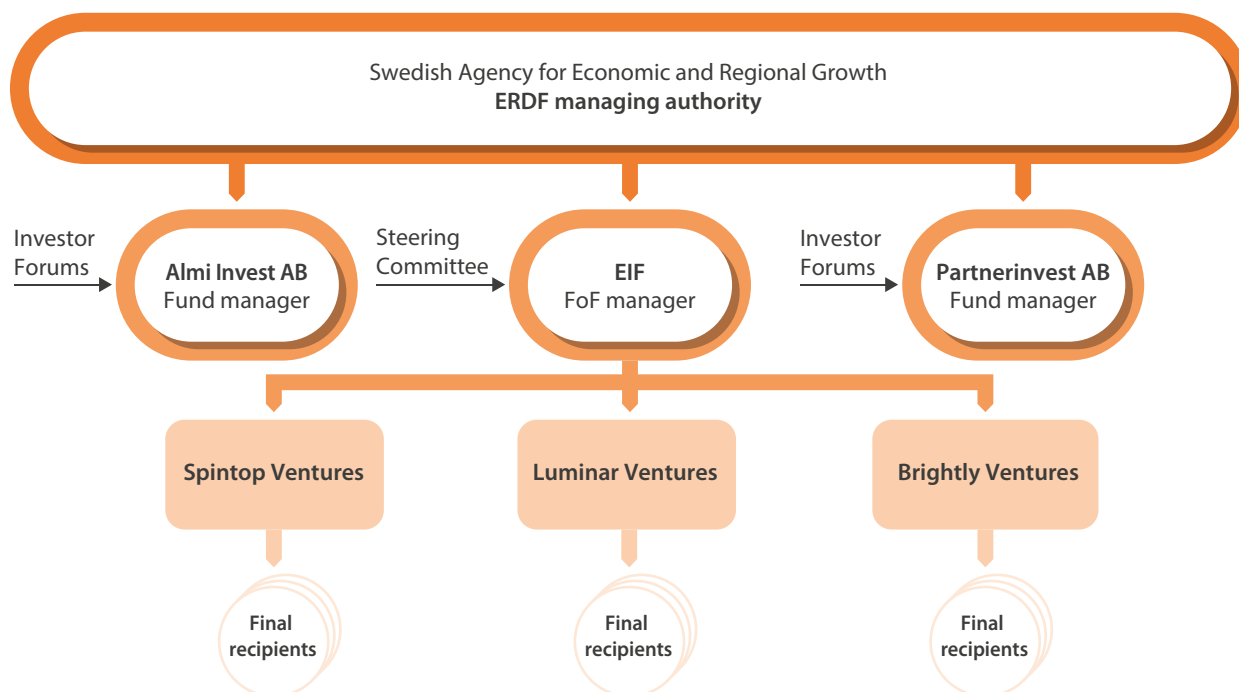 Swedish Agency for Economic and Regional Growth
ERDF managing authority
Investor
Forums
Almi Invest AB
Fund manager
Steering
Committee
EIF
FoF manager
Investor
Forums
Partnerinvest AB
Fund manager
Spintop Ventures
Luminar Ventures
Brightly Ventures
Final
recipients
Final
recipients
Final
recipients